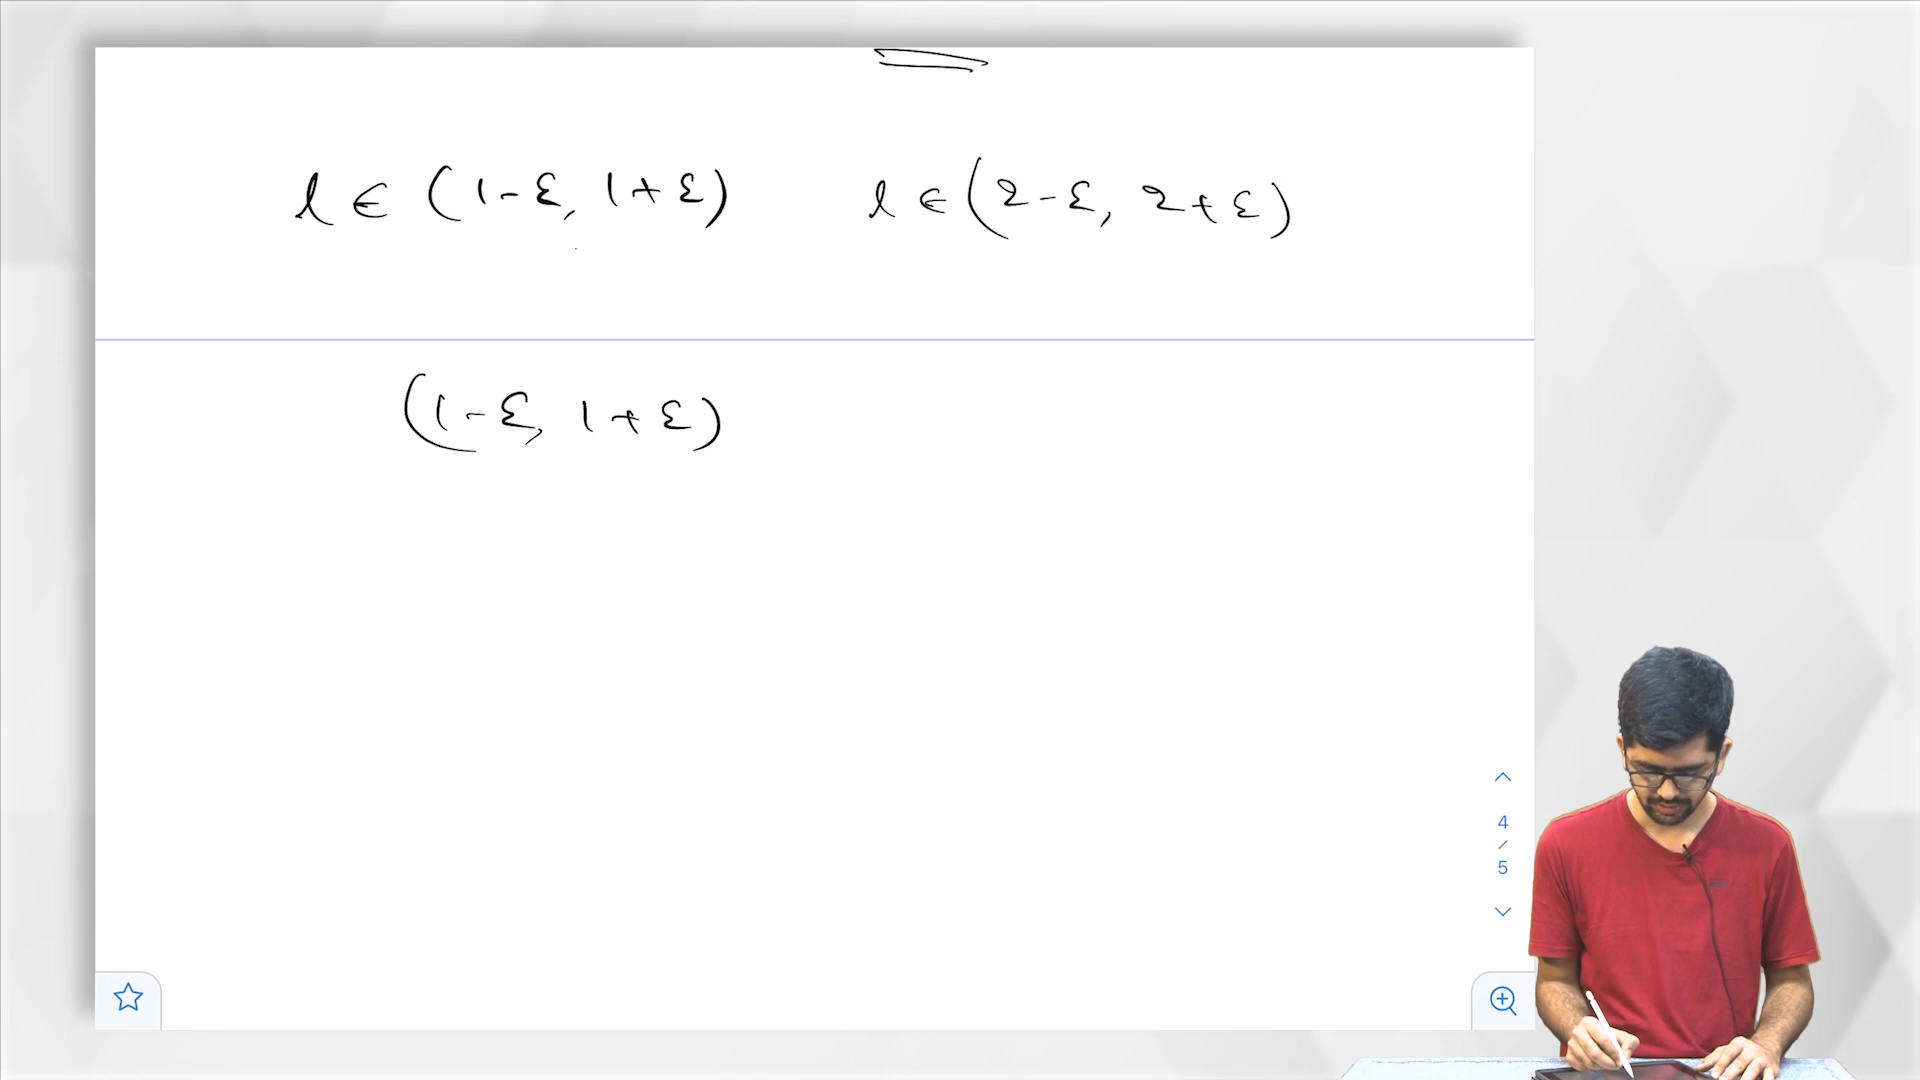 l ∈ (1-ε, 1+ε) l ∈ (2-ε, 2+ε)
(1-ε, 1+ε)
4
/
5